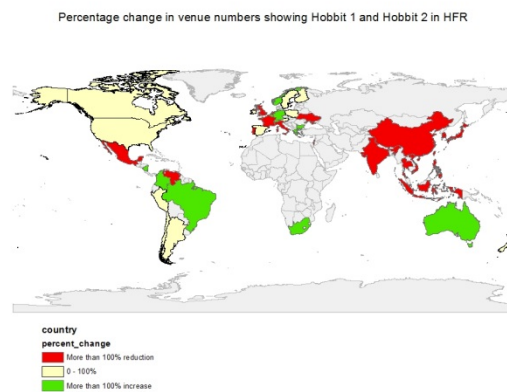 Percentage change in venue numbers showing Hobbit 1 and Hobbit 2 in HFR
country
percent_change
More than 100% reduction
0 - 100%
More than 100% increase